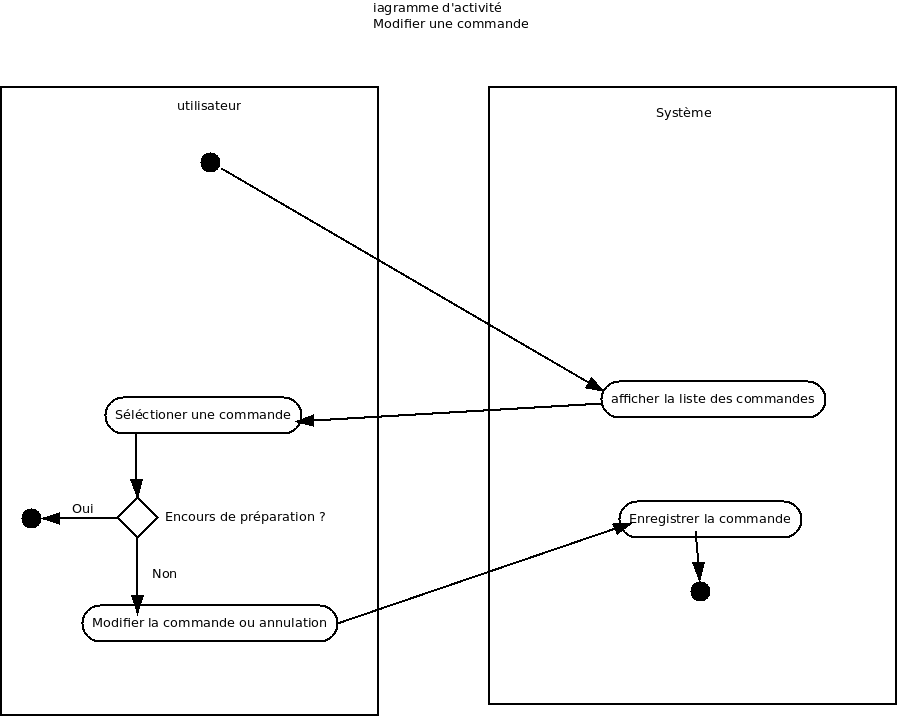 iagramme d'activité
Modifier une commande
utilisateur
Système
afficher la liste des commandes
Séléctioner une commande
Oui
Encours de préparation ?
Enregistrer la commande
Non
Modifier la commande ou annulation